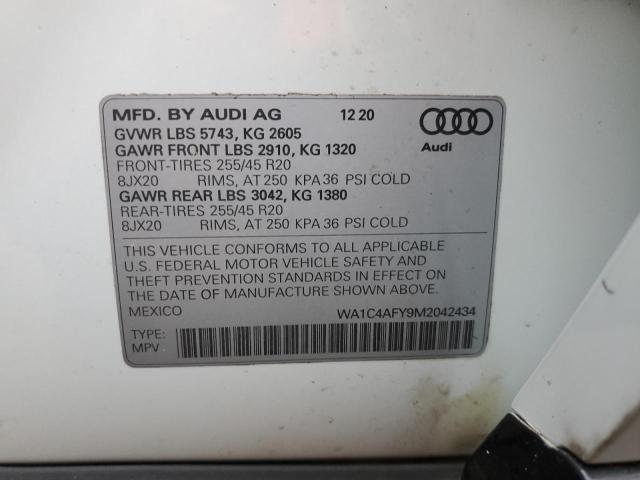 MFD. BY AUDI AG 12 20
GVWR LBS 5743, KG 2605
GAWR FRONT LBS 2910, KG 1320
Audi
FRONT-TIRES 255/45 R20
8JX20 RIMS, AT 250 KPA 36 PSI COLD
GAWR REAR LBS 3042, KG 1380
REAR-TIRES 255/45 R20
8JX20 RIMS, AT 250 KPA 36 PSI COLD
THIS VEHICLE CONFORMS TO ALL APPLICABLE
U.S. FEDERAL MOTOR VEHICLE SAFETY AND
THEFT PREVENTION STANDARDS IN EFFECT ON
THE DATE OF MANUFACTURE SHOWN ABOVE.
MEXICO WA1C4AFY9M2042434
TYPE:
MPV